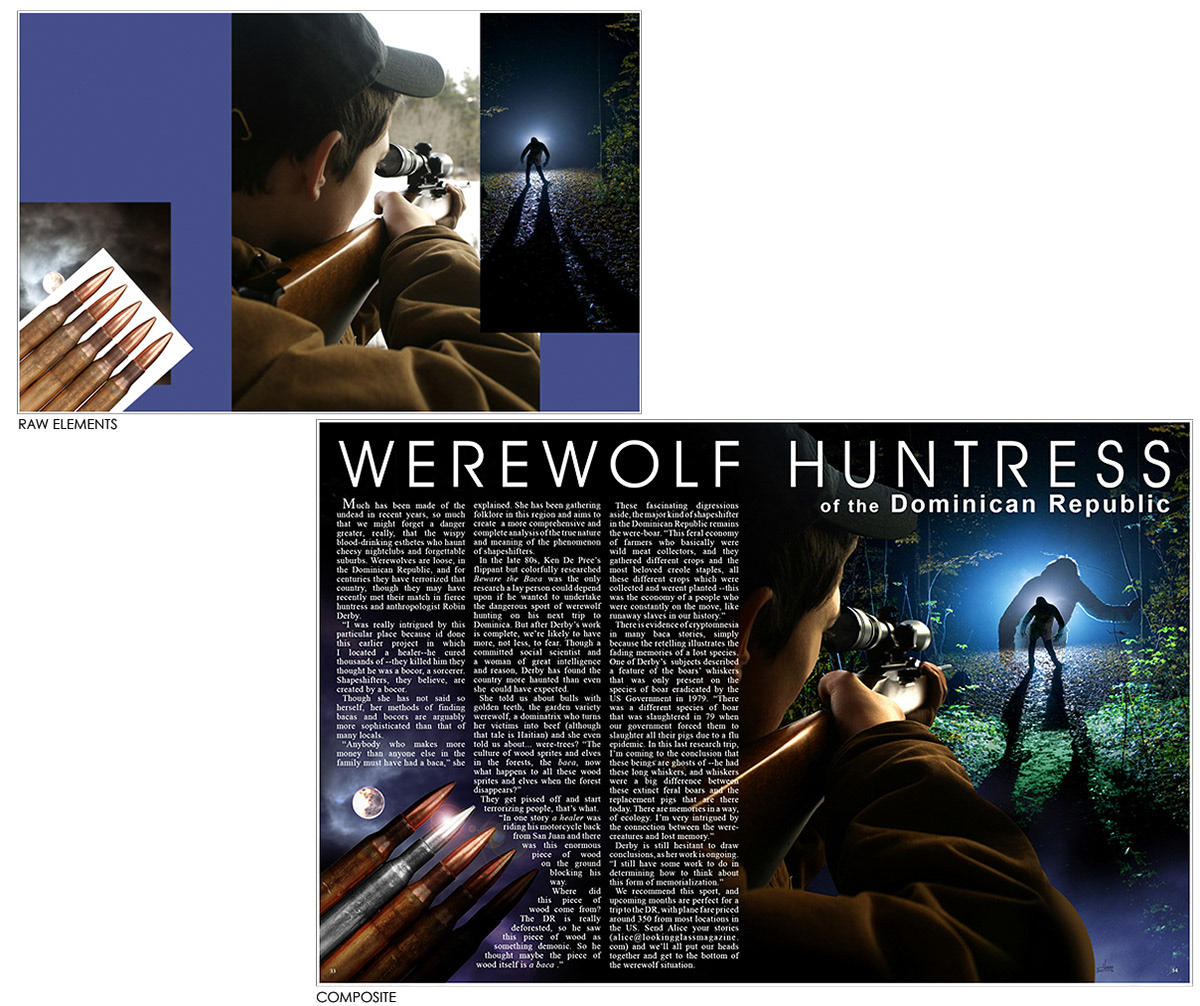 RAW ELEMENTS
WEREWOLF HUNTRESS
of the Dominican Republic
Much has been made of the
undead in recent years, so much
that we might forget a danger
greater, really, that the wispy
blood-drinking esthetes who haunt
cheesy nightclubs and forgettable
suburbs. Werewolves are loose, in
the Dominican Republic, and for
centuries they have terrorized that
country, though they may have
recently met their match in fierce
huntress and anthropologist Robin
Derby.
“I was really intrigued by this
particular place because id done
this earlier project in which
I located a healer--he cured
thousands of --they killed him they
thought he was a bocor, a sorcerer.
Shapeshifters, they believe, are
created by a bocor.
Though she has not said so
herself, her methods of finding
bacas and bocors are arguably
more sophisticated than that of
many locals.
“Anybody who makes more
money than anyone else in the
family must have had a baca,” she
explained. She has been gathering
folklore in this region and aims to
create a more comprehensive and
complete analysis of the true nature
and meaning of the phenomenon
of shapeshifters.
In the late 80s, Ken De Pree’s
flippant but colorfully researched
Beware the Baca was the only
research a lay person could depend
upon if he wanted to undertake
the dangerous sport of werewolf
hunting on his next trip to
Dominica. But after Derby’s work
is complete, we’re likely to have
more, not less, to fear. Though a
committed social scientist and
a woman of great intelligence
and reason, Derby has found the
country more haunted than even
she could have expected.
She told us about bulls with
golden teeth, the garden variety
werewolf, a dominatrix who turns
her victims into beef (although
that tale is Haitian) and she even
told us about... were-trees? “The
culture of wood sprites and elves
in the forests, the baca, now
what happens to all these wood
sprites and elves when the forest
disappears?”
They get pissed off and start
terrorizing people, that’s what.
“In one story a healer was
riding his motorcycle back
from San Juan and there
was this enormous
piece of wood
on the ground
blocking his
way.
Where did
this piece of
wood come from?
The DR is really
deforested, so he saw
this piece of wood as
something demonic. So he
thought maybe the piece of
wood itself is a baca .”
These fascinating digressions
aside, the major kind of shapeshifter
in the Dominican Republic remains
the were-boar. “This feral economy
of farmers who basically were
wild meat collectors, and they
gathered different crops and the
most beloved creole staples, all
these different crops which were
collected and werent planted --this
was the economy of a people who
were constantly on the move, like
runaway slaves in our history.”
There is evidence of cryptomnesia
in many baca stories, simply
because the retelling illustrates the
fading memories of a lost species.
One of Derby’s subjects described
a feature of the boars’ whiskers
that was only present on the
species of boar eradicated by the
US Government in 1979. “There
was a different species of boar
that was slaughtered in 79 when
our government forced them to
slaughter all their pigs due to a flu
epidemic. In this last research trip,
I’m coming to the conclusion that
these beings are ghosts of --he had
these long whiskers, and whiskers
were a big difference between
these extinct feral boars and the
replacement pigs that are there
today. There are memories in a way,
of ecology. I’m very intrigued by
the connection between the were-
creatures and lost memory.”
Derby is still hesitant to draw
conclusions, as her work is ongoing.
“I still have some work to do in
determining how to think about
this form of memorialization.”
We recommend this sport, and
upcoming months are perfect for a
trip to the DR, with plane fare priced
around 350 from most locations in
the US. Send Alice your stories
(alice@lookingglassmagazine.
com) and we’ll all put our heads
together and get to the bottom of
the werewolf situation.
33
34
COMPOSITE